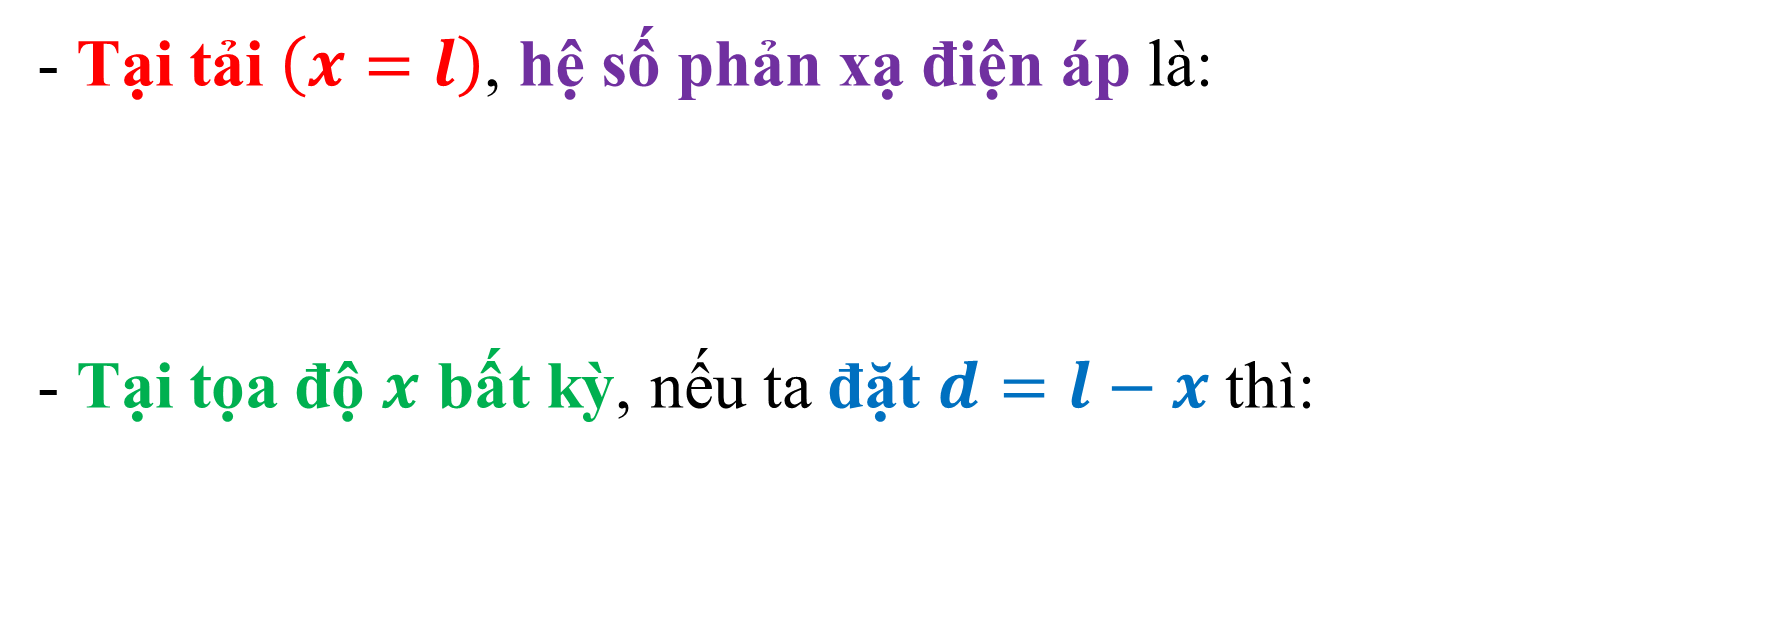 - Tại tải (x = l), hệ số phản xạ điện áp là:
- Tại tọa độ x bất kỳ, nếu ta đặt d = l − x thì: